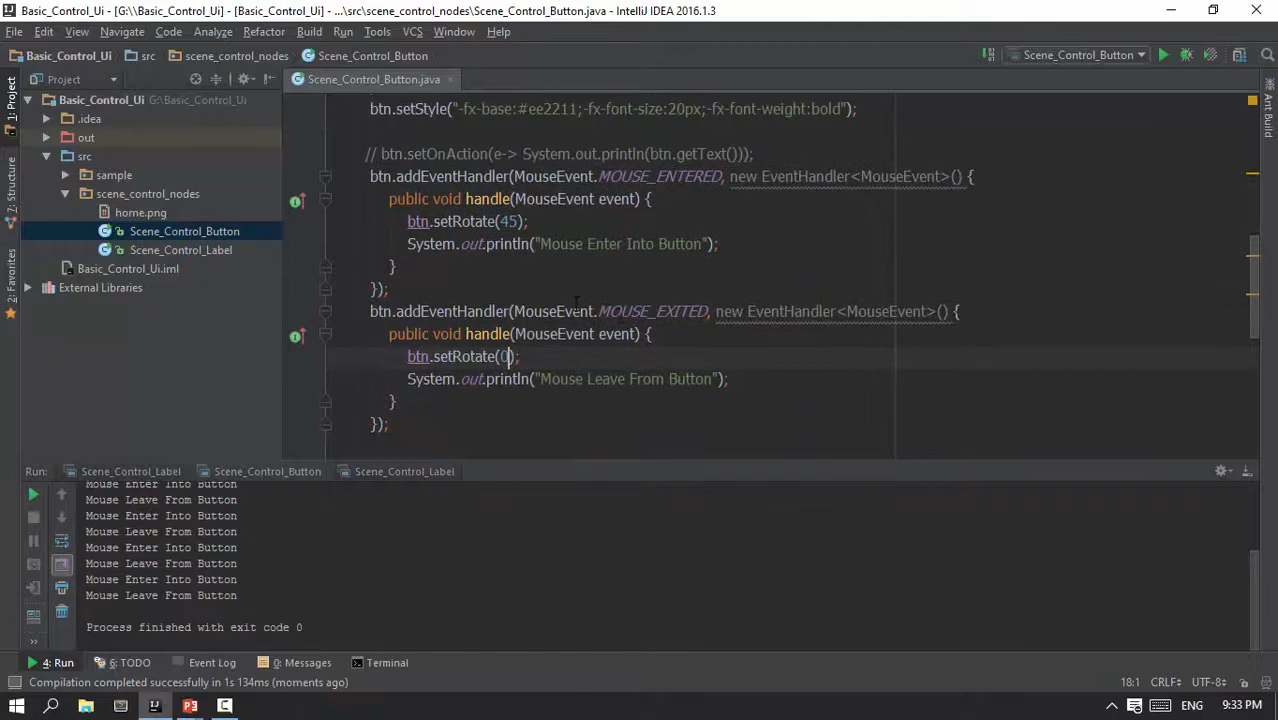 Basic_Control_Ui - [G:\\Basic_Control_Ui] - [Basic_Control_Ui] - ...\src\scene_control_nodes\Scene_Control_Button.java - IntelliJ IDEA 2016.1.3
File Edit View Navigate Code Analyze Refactor Build Run Tools VCS Window Help
Basic_Control_Ui src scene_control_nodes Scene_Control_Button Scene_Control_Button
Project Scene_Control_Button.java
1: Project
7: Structure
2: Favorites
Ant Build
Basic_Control_Ui G:\Basic_Control_Ui
.idea
out
src
sample
scene_control_nodes
home.png
Scene_Control_Button
Scene_Control_Label
Basic_Control_Ui.iml
External Libraries
btn.setStyle("-fx-base:#ee2211;-fx-font-size:20px;-fx-font-weight:bold");
// btn.setOnAction(e-> System.out.println(btn.getText()));
btn.addEventHandler(MouseEvent.MOUSE_ENTERED, new EventHandler<MouseEvent>() {
public void handle(MouseEvent event) {
btn.setRotate(45);
System.out.println("Mouse Enter Into Button");
}
});
btn.addEventHandler(MouseEvent.MOUSE_EXITED, new EventHandler<MouseEvent>() {
public void handle(MouseEvent event) {
btn.setRotate(0);
System.out.println("Mouse Leave From Button");
}
});
Run: Scene_Control_Label Scene_Control_Button Scene_Control_Label
Mouse Enter Into Button
Mouse Leave From Button
Mouse Enter Into Button
Mouse Leave From Button
Mouse Enter Into Button
Mouse Leave From Button
Mouse Enter Into Button
Mouse Leave From Button
Process finished with exit code 0
4: Run 6: TODO Event Log 0: Messages Terminal
Compilation completed successfully in 1s 134ms (moments ago) 18:1 CRLF÷ UTF-8÷
ENG 9:33 PM